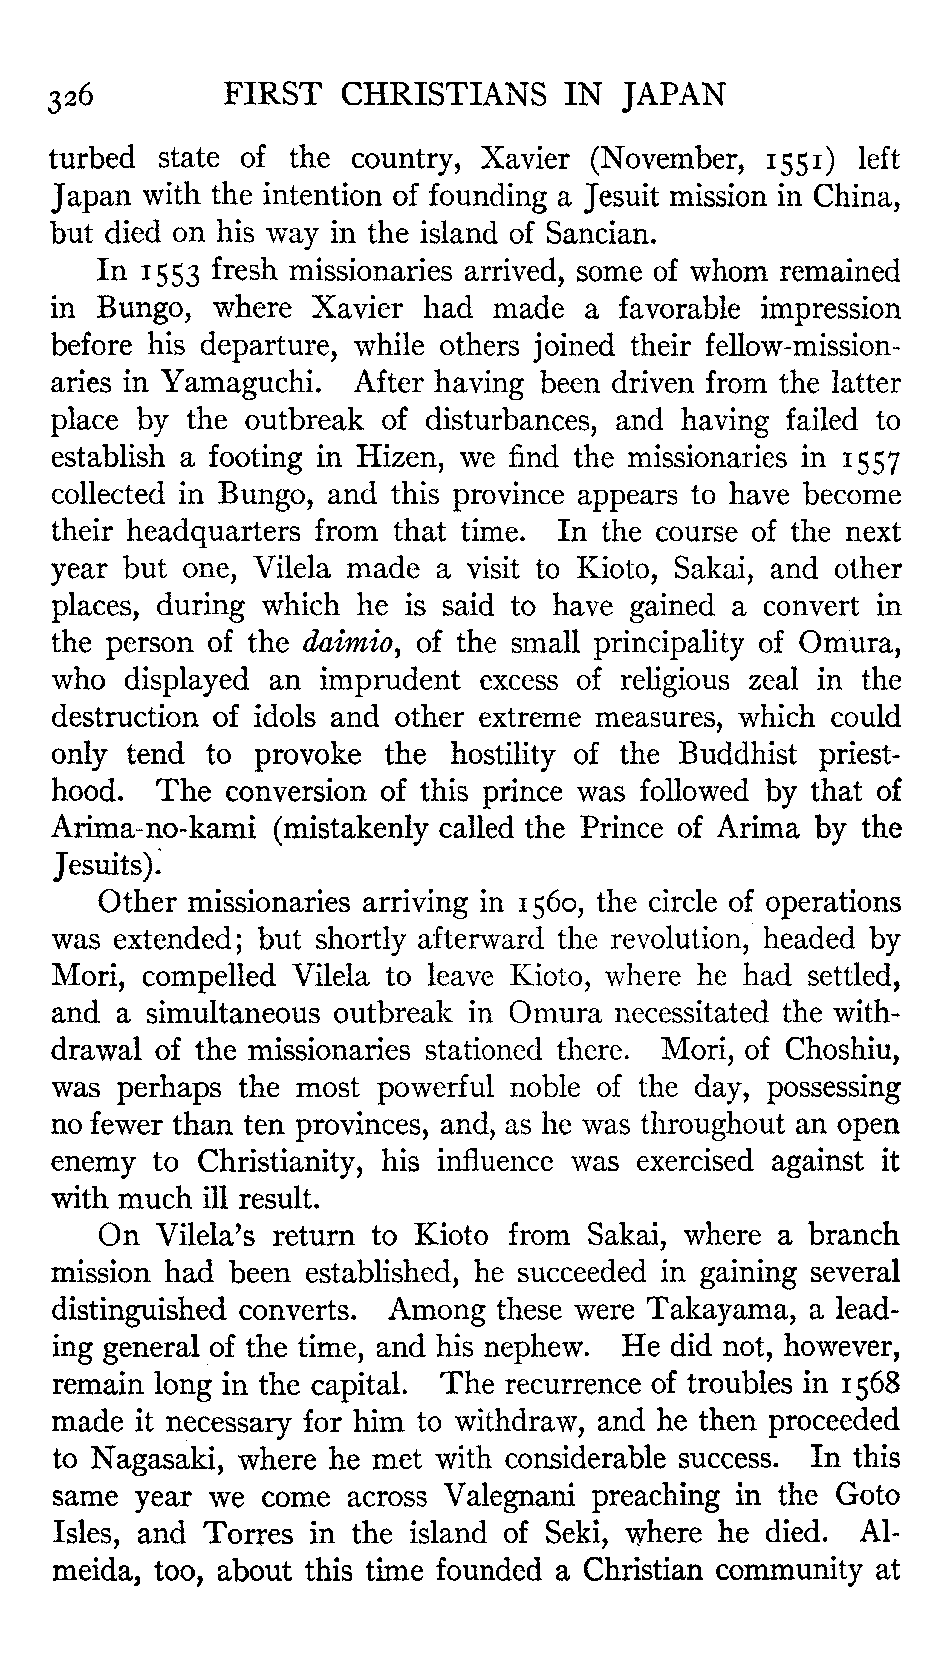 326 FIRST CHRISTIANS IN JAPAN
turbed state of the country, Xavier (November, 1551) left
Japan with the intention of founding a Jesuit mission in China,
but died on his way in the island of Sancian.
In 1553 fresh missionaries arrived, some of whom remained
in Bungo, where Xavier had made a favorable impression
before his departure, while others joined their fellow-mission-
aries in Yamaguchi. After having been driven from the latter
place by the outbreak of disturbances, and having failed to
establish a footing in Hizen, we find the missionaries in 1557
collected in Bungo, and this province appears to have become
their headquarters from that time. In the course of the next
year but one, Vilela made a visit to Kioto, Sakai, and other
places, during which he is said to have gained a convert in
the person of the daimio, of the small principality of Omura,
who displayed an imprudent excess of religious zeal in the
destruction of idols and other extreme measures, which could
only tend to provoke the hostility of the Buddhist priest-
hood. The conversion of this prince was followed by that of
Arima-no-kami (mistakenly called the Prince of Arima by the
Jesuits).
Other missionaries arriving in 1560, the circle of operations
was extended; but shortly afterward the revolution, headed by
Mori, compelled Vilela to leave Kioto, where he had settled,
and a simultaneous outbreak in Omura necessitated the with-
drawal of the missionaries stationed there. Mori, of Choshiu,
was perhaps the most powerful noble of the day, possessing
no fewer than ten provinces, and, as he was throughout an open
enemy to Christianity, his influence was exercised against it
with much ill result.
On Vilela's return to Kioto from Sakai, where a branch
mission had been established, he succeeded in gaining several
distinguished converts. Among these were Takayama, a lead-
ing general of the time, and his nephew. He did not, however,
remain long in the capital. The recurrence of troubles in 1568
made it necessary for him to withdraw, and he then proceeded
to Nagasaki, where he met with considerable success. In this
same year we come across Valegnani preaching in the Goto
Isles, and Torres in the island of Seki, where he died. Al-
meida, too, about this time founded a Christian community at